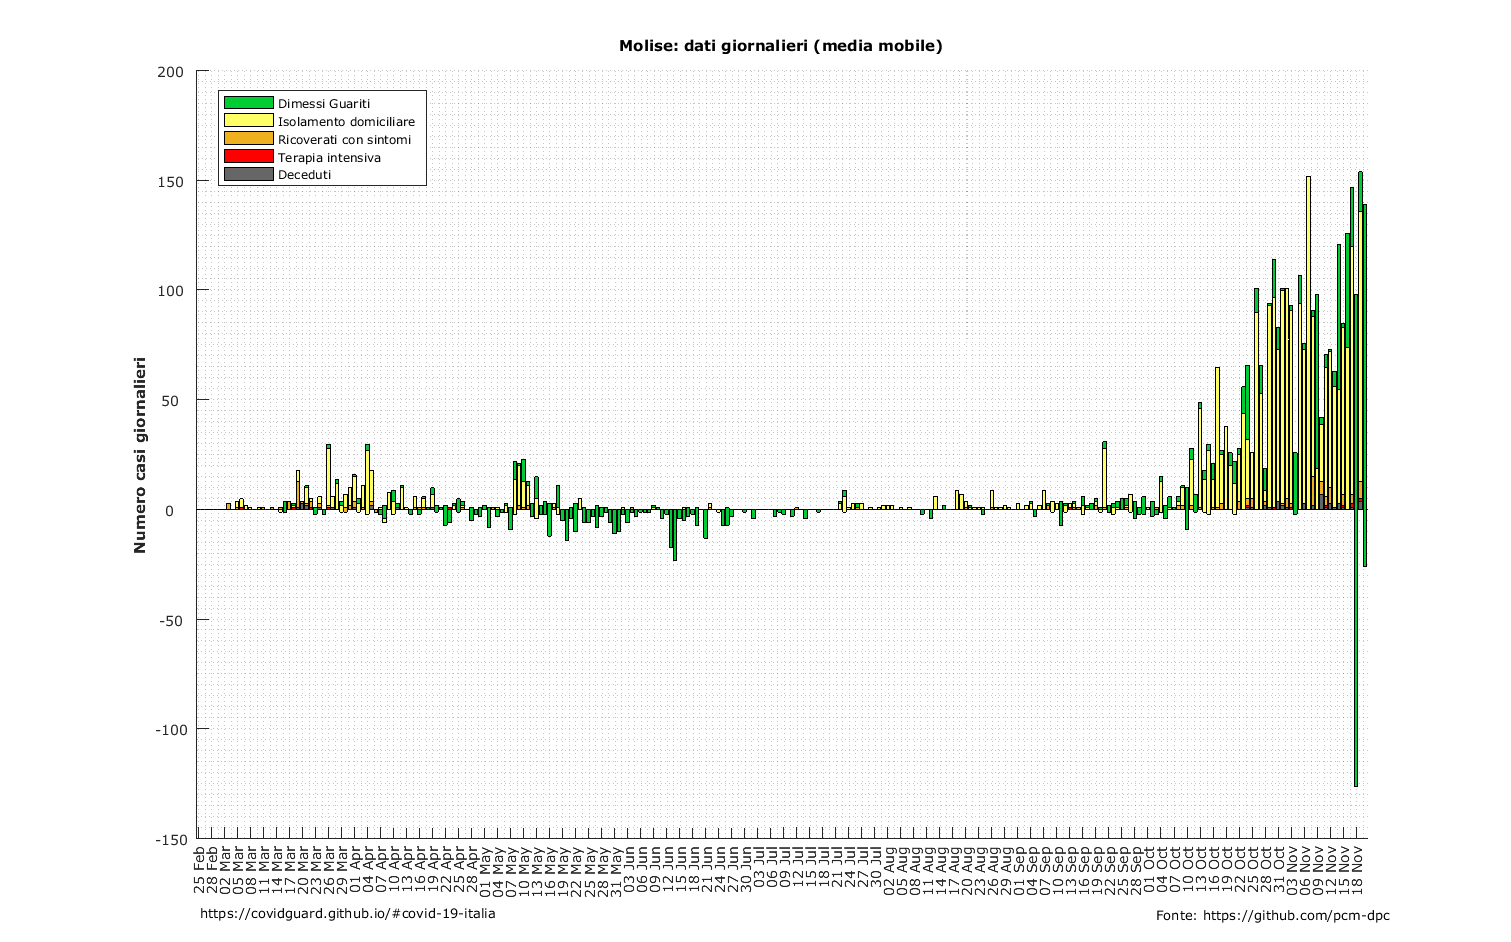 Molise: dati giornalieri (media mobile)
200
150
100
50
0
-50
-100
-150
Numero casi giornalieri
Dimessi Guariti
Isolamento domiciliare
Ricoverati con sintomi
Terapia intensiva
Deceduti
25 Feb
28 Feb
02 Mar
05 Mar
08 Mar
11 Mar
14 Mar
17 Mar
20 Mar
23 Mar
26 Mar
29 Mar
01 Apr
04 Apr
07 Apr
10 Apr
13 Apr
16 Apr
19 Apr
22 Apr
25 Apr
28 Apr
01 May
04 May
07 May
10 May
13 May
16 May
19 May
22 May
25 May
28 May
31 May
03 Jun
06 Jun
09 Jun
12 Jun
15 Jun
18 Jun
21 Jun
24 Jun
27 Jun
30 Jun
03 Jul
06 Jul
09 Jul
12 Jul
15 Jul
18 Jul
21 Jul
24 Jul
27 Jul
30 Jul
02 Aug
05 Aug
08 Aug
11 Aug
14 Aug
17 Aug
20 Aug
23 Aug
26 Aug
29 Aug
01 Sep
04 Sep
07 Sep
10 Sep
13 Sep
16 Sep
19 Sep
22 Sep
25 Sep
28 Sep
01 Oct
04 Oct
07 Oct
10 Oct
13 Oct
16 Oct
19 Oct
22 Oct
25 Oct
28 Oct
31 Oct
03 Nov
06 Nov
09 Nov
12 Nov
15 Nov
18 Nov
https://covidguard.github.io/#covid-19-italia
Fonte: https://github.com/pcm-dpc